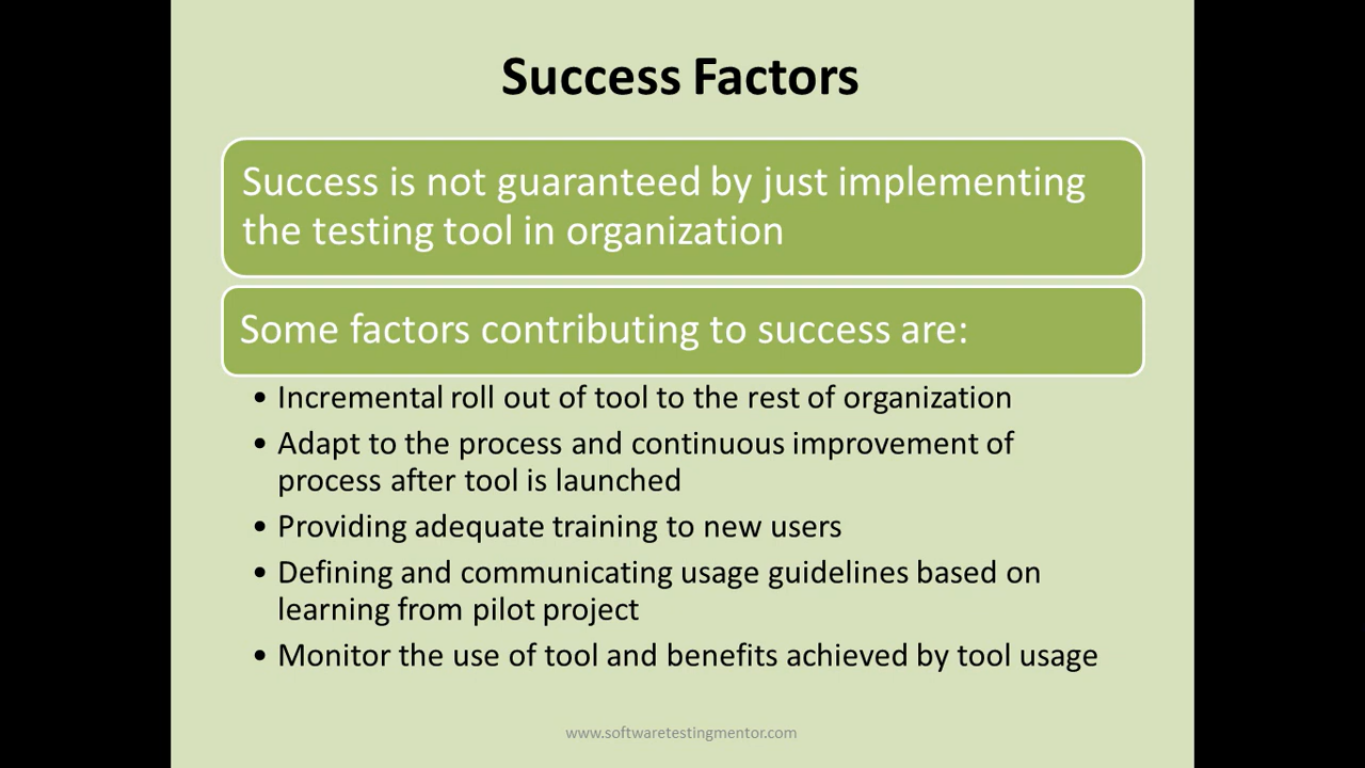 Success Factors
Success is not guaranteed by just implementing
the testing tool in organization
Some factors contributing to success are:
• Incremental roll out of tool to the rest of organization
• Adapt to the process and continuous improvement of
process after tool is launched
• Providing adequate training to new users
• Defining and communicating usage guidelines based on
learning from pilot project
• Monitor the use of tool and benefits achieved by tool usage
www.softwaretestingmentor.com